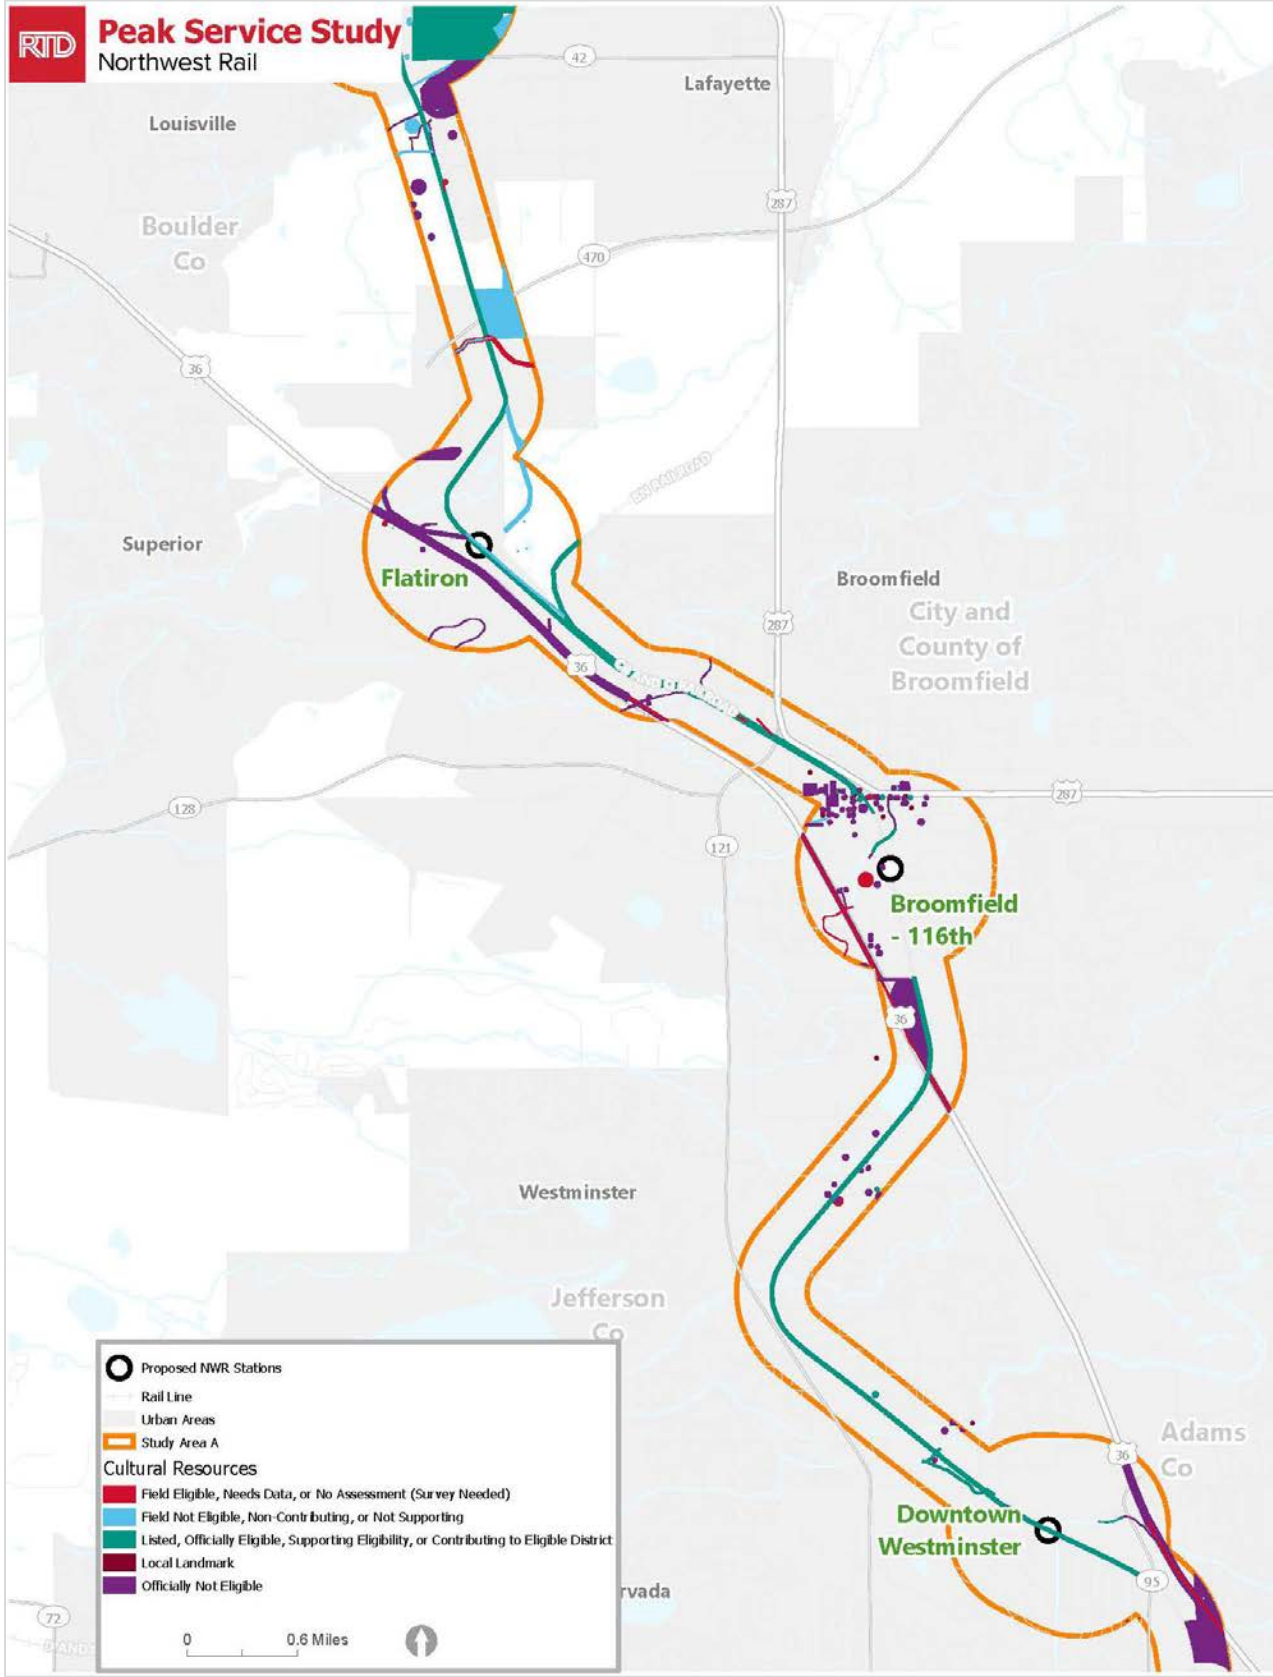 RTD
Peak Service Study
Northwest Rail
42
Lafayette
Louisville
287
Boulder
Co
470
36
BN RAILROAD
Superior
Flatiron
Broomfield
City and
County of
Broomfield
287
36
RAILROAD
128
287
121
Broomfield
- 116th
36
Westminster
Jefferson
Co
Adams
Co
36
Downtown
Westminster
95
rvada
72
Proposed NWR Stations
Rail Line
Urban Areas
Study Area A
Cultural Resources
Field Eligible, Needs Data, or No Assessment (Survey Needed)
Field Not Eligible, Non-Contributing, or Not Supporting
Listed, Officially Eligible, Supporting Eligibility, or Contributing to Eligible District
Local Landmark
Officially Not Eligible
0 0.6 Miles